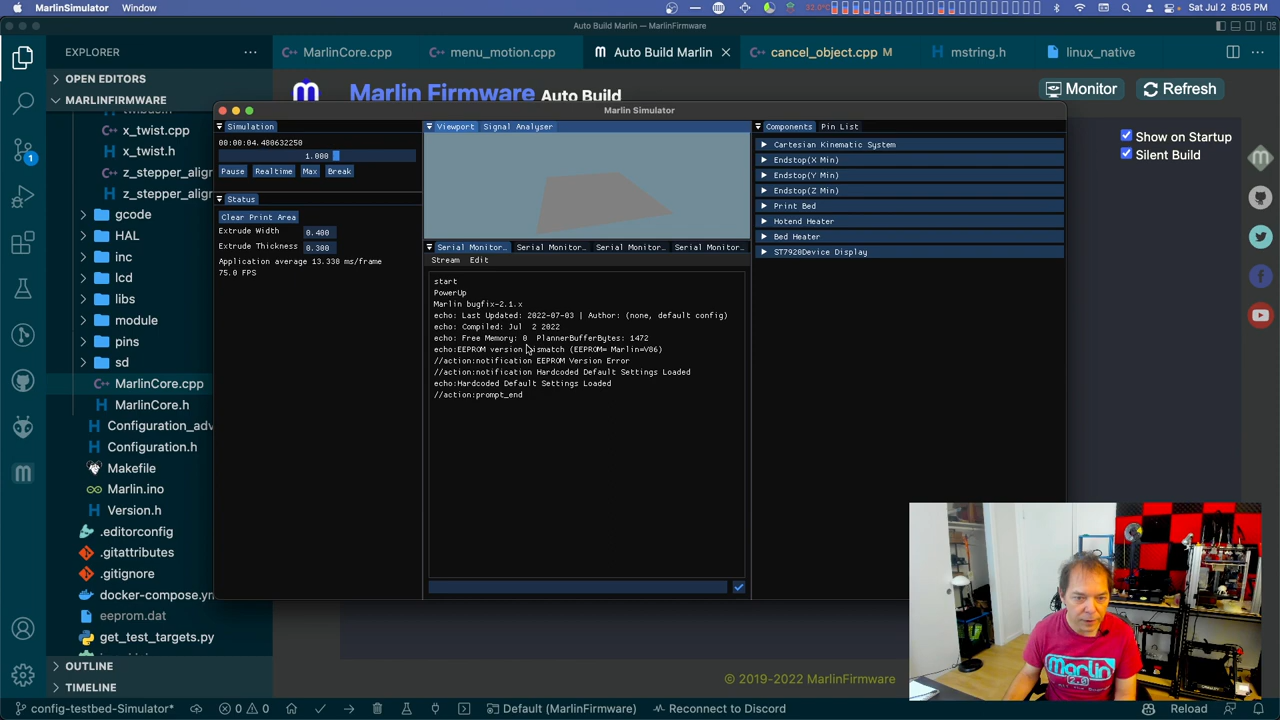 MarlinSimulator Window
32.0°C
Sat Jul 2 8:05 PM
Auto Build Marlin — MarlinFirmware
EXPLORER
MarlinCore.cpp
menu_motion.cpp
Auto Build Marlin
cancel_object.cpp M
mstring.h
linux_native
OPEN EDITORS
MARLINFIRMWARE
x_twist.cpp
x_twist.h
z_stepper_alig
z_stepper_alig
gcode
HAL
inc
lcd
libs
module
pins
sd
MarlinCore.cpp
MarlinCore.h
Configuration_adv
Configuration.h
Makefile
Marlin.ino
Version.h
.editorconfig
.gitattributes
.gitignore
docker-compose.ym
eeprom.dat
get_test_targets.py
OUTLINE
TIMELINE
1
Marlin Firmware Auto Build
Monitor
Refresh
Show on Startup
Silent Build
Marlin Simulator
Simulation
00:00:04.480632250
1.000
Pause Realtime Max Break
Status
Clear Print Area
Extrude Width 0.400
Extrude Thickness 0.300
Application average 13.338 ms/frame
75.0 FPS
Viewport Signal Analyser
Serial Monitor.. Serial Monitor.. Serial Monitor.. Serial Monitor..
Stream Edit
start
PowerUp
Marlin bugfix-2.1.x
echo: Last Updated: 2022-07-03 | Author: (none, default config)
echo: Compiled: Jul 2 2022
echo: Free Memory: 0 PlannerBufferBytes: 1472
echo:EEPROM version mismatch (EEPROM= Marlin=V86)
//action:notification EEPROM Version Error
//action:notification Hardcoded Default Settings Loaded
echo:Hardcoded Default Settings Loaded
//action:prompt_end
Components Pin List
Cartesian Kinematic System
Endstop(X Min)
Endstop(Y Min)
Endstop(Z Min)
Print Bed
Hotend Heater
Bed Heater
ST7920Device Display
Marlin
2.0
© 2019-2022 MarlinFirmware
config-testbed-Simulator* 0 0 Default (MarlinFirmware) Reconnect to Discord Reload